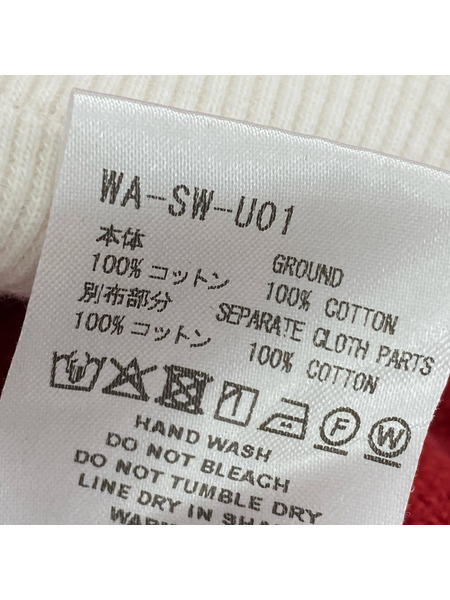 WA-SW-U01
本体 GROUND
100% コットン 100% COTTON
別布部分 SEPARATE CLOTH PARTS
100% コットン 100% COTTON
F W
HAND WASH
DO NOT BLEACH
DO NOT TUMBLE DRY
LINE DRY IN